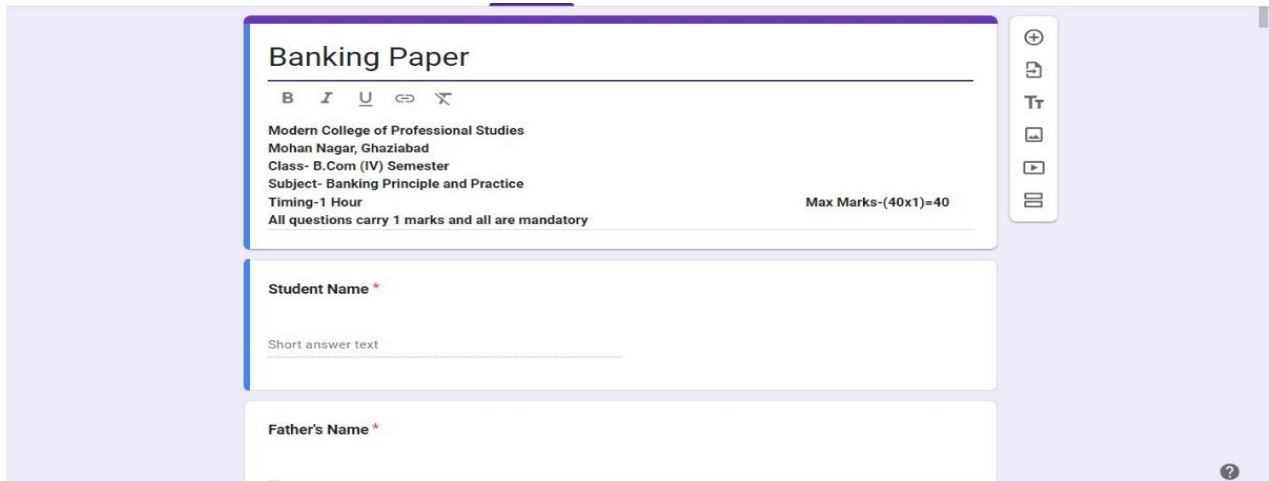 Banking Paper
B I U
Modern College of Professional Studies
Mohan Nagar, Ghaziabad
Class- B.Com (IV) Semester
Subject- Banking Principle and Practice
Timing-1 Hour Max Marks-(40x1)=40
All questions carry 1 marks and all are mandatory
Student Name *
Short answer text
Father's Name *